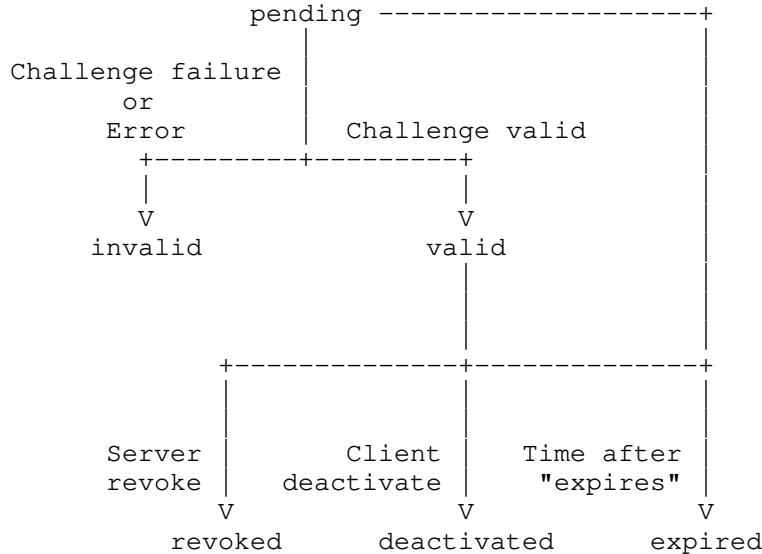 pending --------------------+
Challenge failure
or
Error Challenge valid
+---------+---------+
V V
invalid valid
+--------------+--------------+
Server Client Time after
revoke deactivate "expires"
V V V
revoked deactivated expired